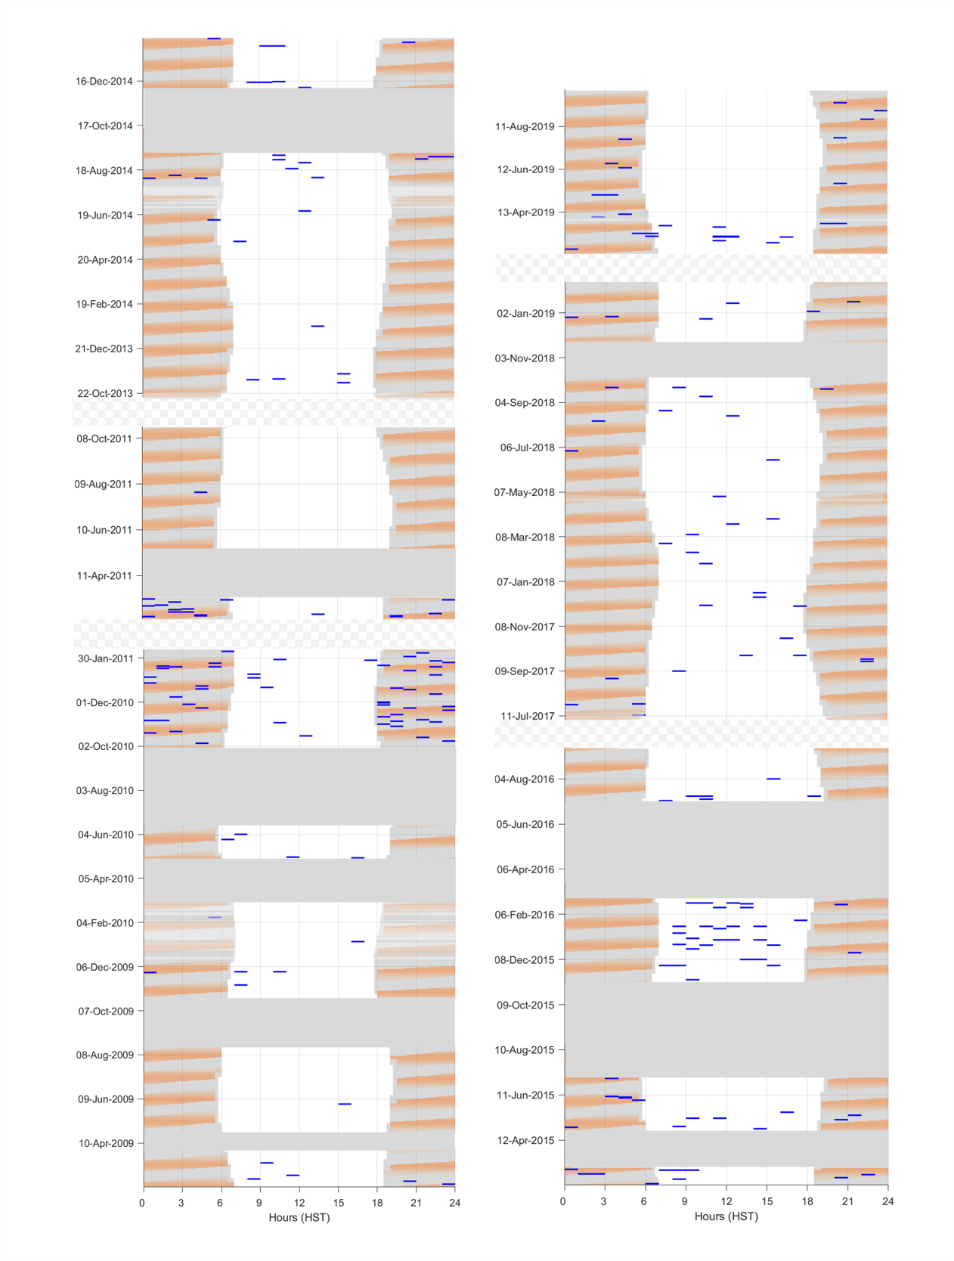 16-Dec-2014
17-Oct-2014
18-Aug-2014
19-Jun-2014
20-Apr-2014
19-Feb-2014
21-Dec-2013
22-Oct-2013
08-Oct-2011
09-Aug-2011
10-Jun-2011
11-Apr-2011
30-Jan-2011
01-Dec-2010
02-Oct-2010
03-Aug-2010
04-Jun-2010
05-Apr-2010
04-Feb-2010
06-Dec-2009
07-Oct-2009
08-Aug-2009
09-Jun-2009
10-Apr-2009
0 3 6 9 12 15 18 21 24
Hours (HST)
11-Aug-2019
12-Jun-2019
13-Apr-2019
02-Jan-2019
03-Nov-2018
04-Sep-2018
06-Jul-2018
07-May-2018
08-Mar-2018
07-Jan-2018
08-Nov-2017
09-Sep-2017
11-Jul-2017
04-Aug-2016
05-Jun-2016
06-Apr-2016
06-Feb-2016
08-Dec-2015
09-Oct-2015
10-Aug-2015
11-Jun-2015
12-Apr-2015
0 3 6 9 12 15 18 21 24
Hours (HST)